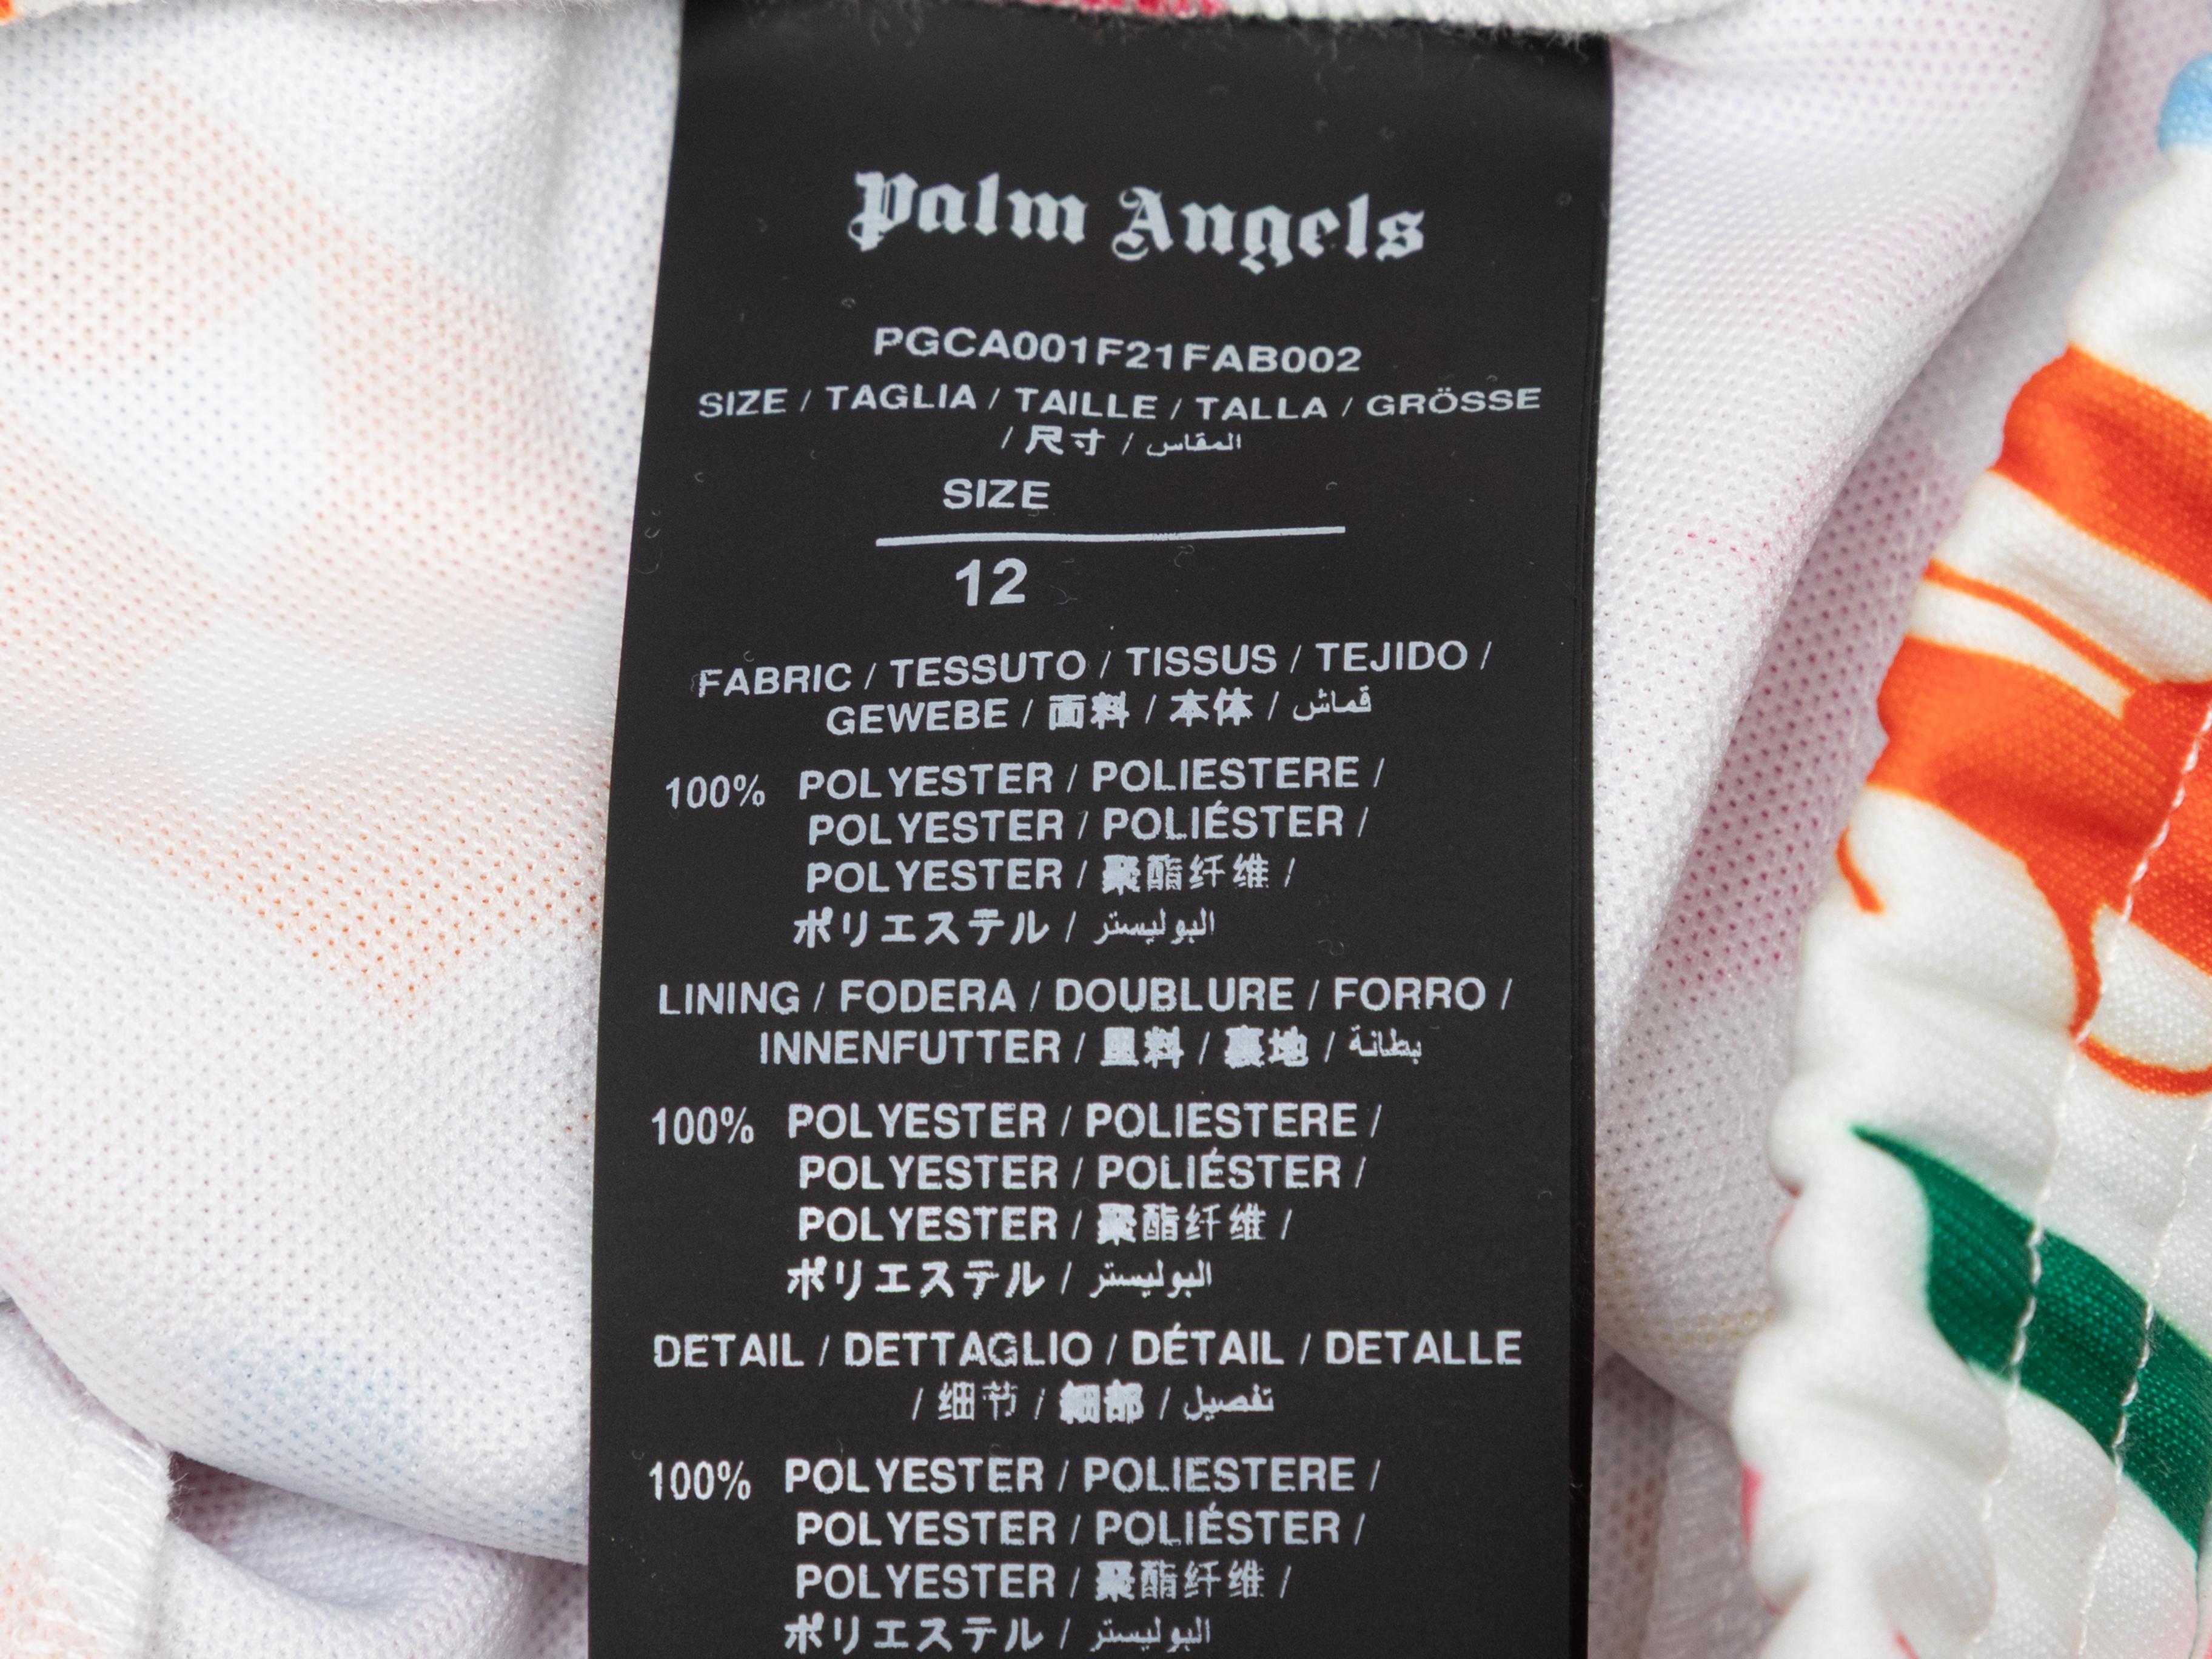 Palm Angels
PGCA001F21FAB002
SIZE / TAGLIA / TAILLE / TALLA / GRÖSSE
/ 尺寸 / المقاس
SIZE
12
FABRIC / TESSUTO / TISSUS / TEJIDO /
GEWEBE / 面料 / 本体 / قماش
100% POLYESTER / POLIESTERE /
POLYESTER / POLIÉSTER /
POLYESTER / 聚酯纤维 /
ポリエステル / البوليستر
LINING / FODERA / DOUBLURE / FORRO /
INNENFUTTER / 里料 / 裏地 / بطانة
100% POLYESTER / POLIESTERE /
POLYESTER / POLIÉSTER /
POLYESTER / 聚酯纤维 /
ポリエステル / البوليستر
DETAIL / DETTAGLIO / DÉTAIL / DETALLE
/ 细节 / 細部 / تفصيل
100% POLYESTER / POLIESTERE /
POLYESTER / POLIÉSTER /
POLYESTER / 聚酯纤维 /
ポリエステル / البوليستر